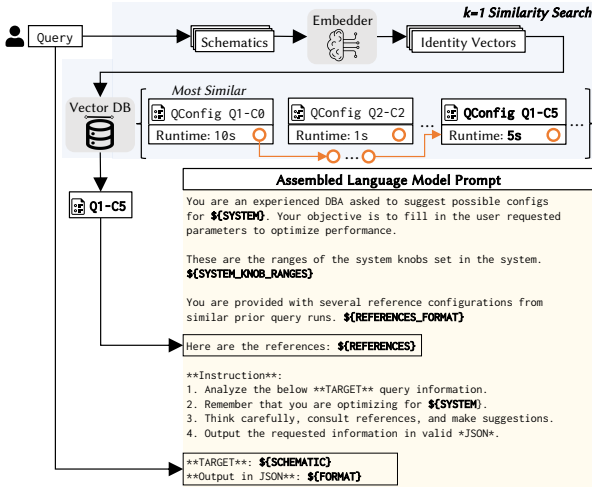 k=1 Similarity Search
Query
Schematics
Embedder
Identity Vectors
Vector DB
Most Similar
QConfig Q1-C0
Runtime: 10s
QConfig Q2-C2
Runtime: 1s
...
QConfig Q1-C5
Runtime: 5s
...
...
Q1-C5
Assembled Language Model Prompt
You are an experienced DBA asked to suggest possible configs
for ${SYSTEM}. Your objective is to fill in the user requested
parameters to optimize performance.
These are the ranges of the system knobs set in the system.
${SYSTEM_KNOB_RANGES}
You are provided with several reference configurations from
similar prior query runs. ${REFERENCES_FORMAT}
Here are the references: ${REFERENCES}
**Instruction**:
1. Analyze the below **TARGET** query information.
2. Remember that you are optimizing for ${SYSTEM}.
3. Think carefully, consult references, and make suggestions.
4. Output the requested information in valid *JSON*.
**TARGET**: ${SCHEMATIC}
**Output in JSON**: ${FORMAT}